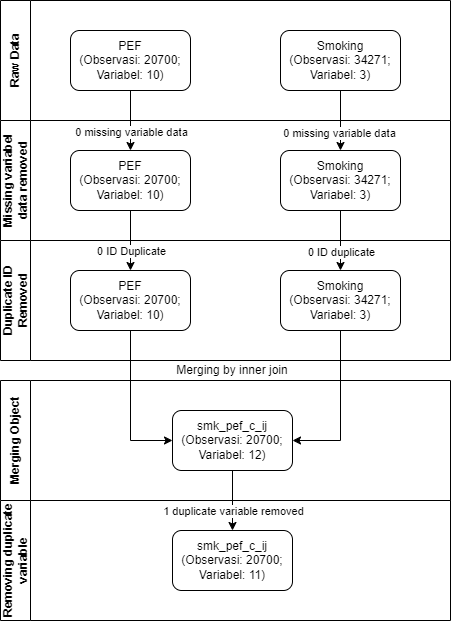 Raw Data
PEF
(Observasi: 20700;
Variabel: 10)
Smoking
(Observasi: 34271;
Variabel: 3)
Missing variabel
data removed
0 missing variable data
0 missing variable data
PEF
(Observasi: 20700;
Variabel: 10)
Smoking
(Observasi: 34271;
Variabel: 3)
Duplicate ID
Removed
0 ID Duplicate
0 ID duplicate
PEF
(Observasi: 20700;
Variabel: 10)
Smoking
(Observasi: 34271;
Variabel: 3)
Merging by inner join
Merging Object
smk_pef_c_ij
(Observasi: 20700;
Variabel: 12)
Removing duplicate
variable
1 duplicate variable removed
smk_pef_c_ij
(Observasi: 20700;
Variabel: 11)